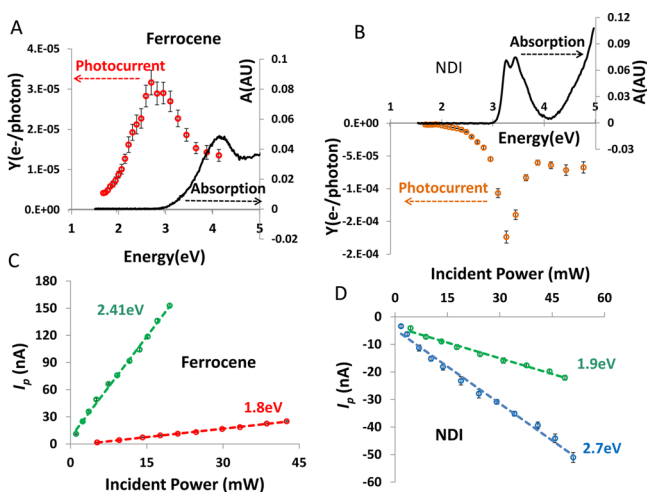 A
Ferrocene
4.E-05
3.E-05
2.E-05
1.E-05
0.E+00
Y(e-/photon)
Photocurrent
Absorption
0.1
0.08
0.06
0.04
0.02
0
-0.02
A(AU)
1 2 3 4 5
Energy(eV)
B
NDI
Absorption
0.12
0.09
0.06
0.03
0.00
-0.03
A(AU)
1 2 3 4 5
Energy(eV)
0.E+00
-5.E-05
-1.E-04
-2.E-04
-2.E-04
Y(e-/photon)
Photocurrent
C
180
150
120
90
60
30
0
Ip (nA)
2.41eV
Ferrocene
1.8eV
0 15 30 45
Incident Power (mW)
Incident Power (mW)
D
0 15 30 45 60
0
-10
-20
-30
-40
-50
-60
Ip (nA)
1.9eV
NDI
2.7eV